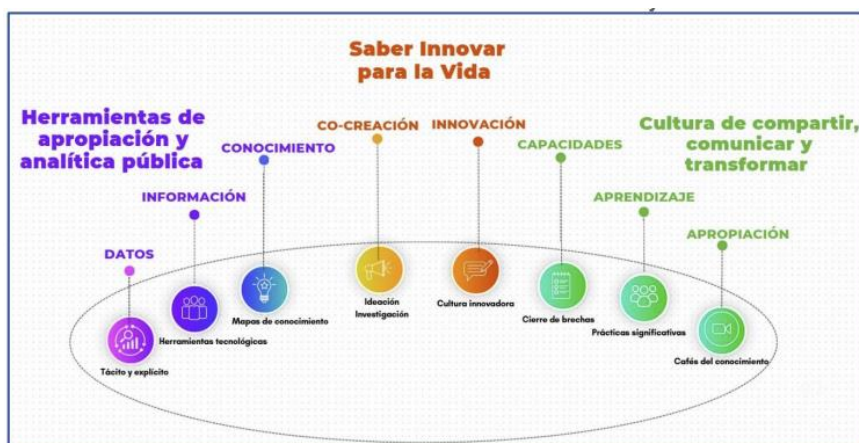 Saber Innovar
para la Vida
Herramientas de
apropiación y
analítica pública
Cultura de compartir,
comunicar y
transformar
DATOS
INFORMACIÓN
CONOCIMIENTO
CO-CREACIÓN
INNOVACIÓN
CAPACIDADES
APRENDIZAJE
APROPIACIÓN
Tácito y explícito
Herramientas tecnológicas
Mapas de conocimiento
Ideación
Investigación
Cultura innovadora
Cierre de brechas
Prácticas significativas
Cafés del conocimiento